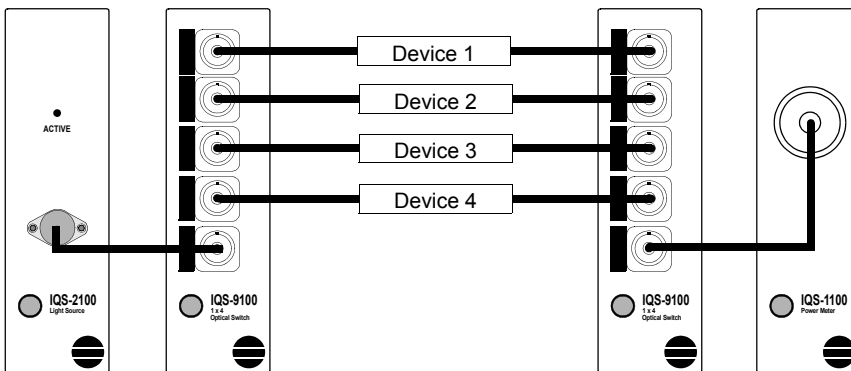 Device 1
Device 2
ACTIVE
Device 3
Device 4
IQS-2100
Light Source
IQS-9100
1 x 4
Optical Switch
IQS-9100
1 x 4
Optical Switch
IQS-1100
Power Meter